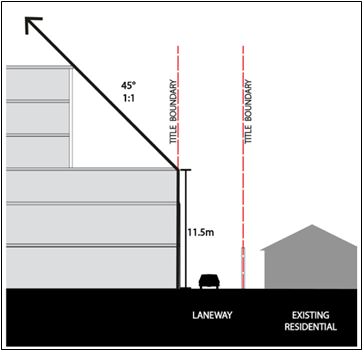 45°
1:1
TITLE BOUNDARY
TITLE BOUNDARY
11.5m
LANEWAY
EXISTING
RESIDENTIAL